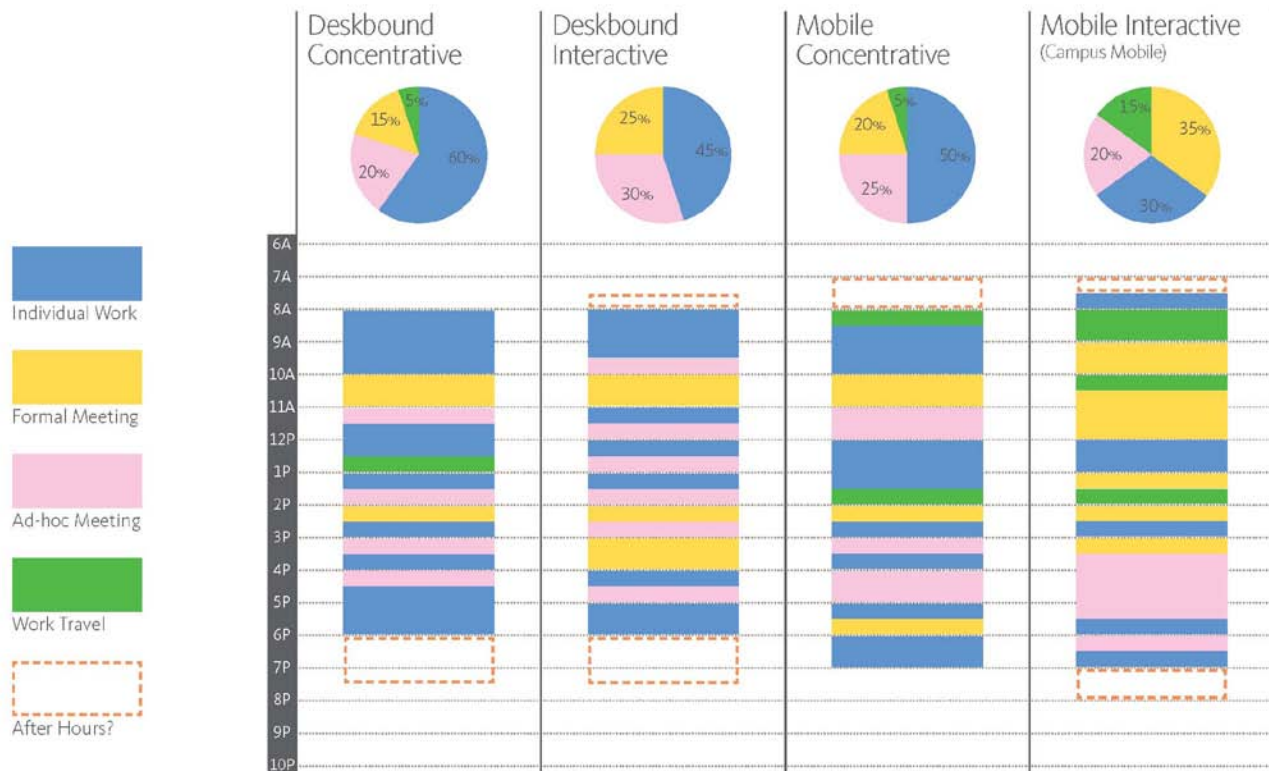 Deskbound
Concentrative
Deskbound
Interactive
Mobile
Concentrative
Mobile Interactive
(Campus Mobile)
5%
15%
60%
20%
25%
45%
30%
5%
20%
50%
25%
15%
35%
20%
30%
Individual Work
Formal Meeting
Ad-hoc Meeting
Work Travel
After Hours?
6A
7A
8A
9A
10A
11A
12P
1P
2P
3P
4P
5P
6P
7P
8P
9P
10P